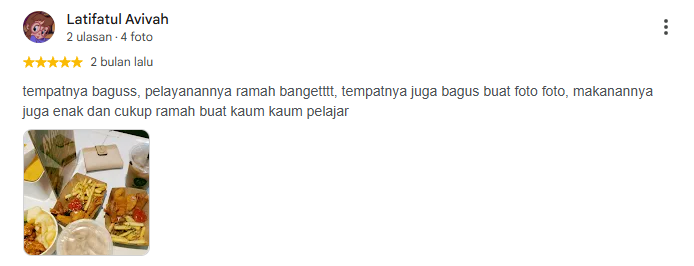 Latifatul Avivah
2 ulasan · 4 foto
2 bulan lalu
tempatnya baguss, pelayanannya ramah bangetttt, tempatnya juga bagus buat foto foto, makanannya
juga enak dan cukup ramah buat kaum kaum pelajar